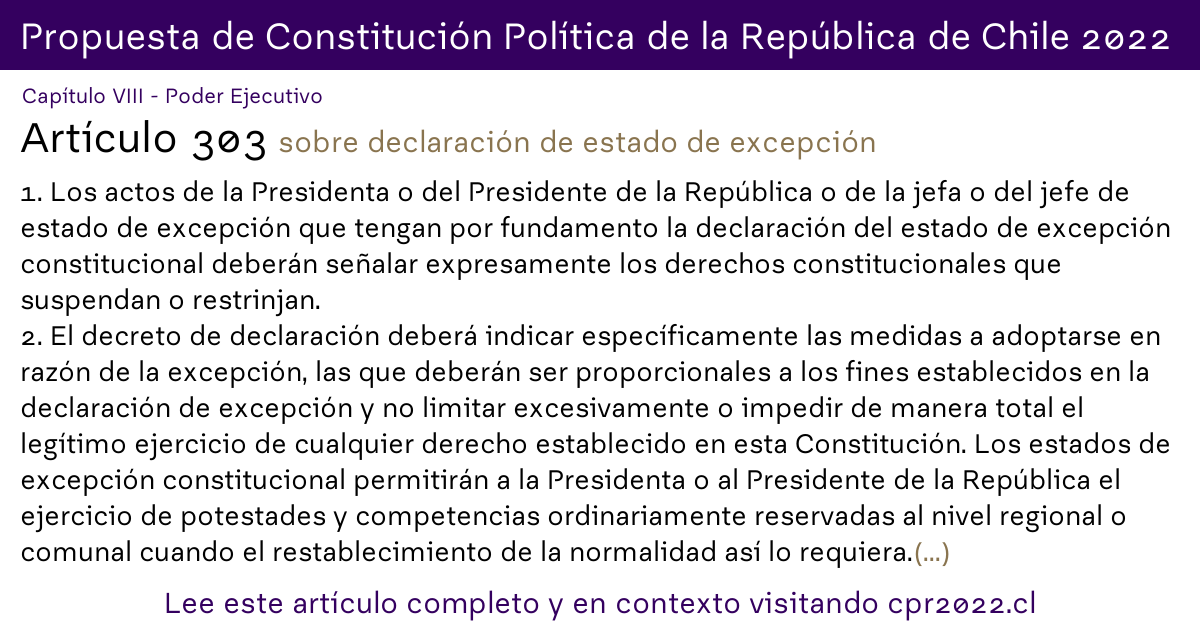 Propuesta de Constitución Política de la República de Chile 2022
Capítulo VIII - Poder Ejecutivo
Artículo 303 sobre declaración de estado de excepción
1. Los actos de la Presidenta o del Presidente de la República o de la jefa o del jefe de
estado de excepción que tengan por fundamento la declaración del estado de excepción
constitucional deberán señalar expresamente los derechos constitucionales que
suspendan o restrinjan.
2. El decreto de declaración deberá indicar específicamente las medidas a adoptarse en
razón de la excepción, las que deberán ser proporcionales a los fines establecidos en la
declaración de excepción y no limitar excesivamente o impedir de manera total el
legítimo ejercicio de cualquier derecho establecido en esta Constitución. Los estados de
excepción constitucional permitirán a la Presidenta o al Presidente de la República el
ejercicio de potestades y competencias ordinariamente reservadas al nivel regional o
comunal cuando el restablecimiento de la normalidad así lo requiera.(...)
Lee este artículo completo y en contexto visitando cpr2022.cl